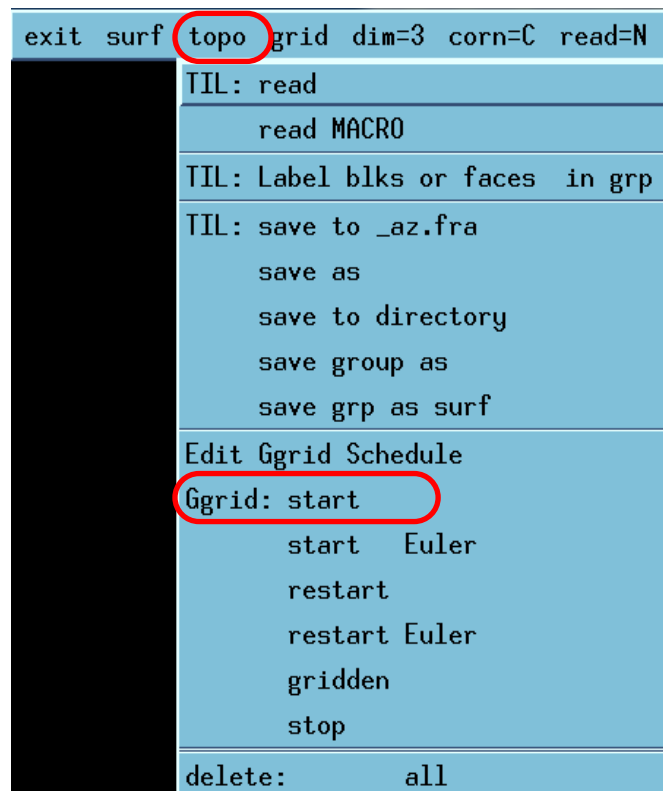 exit surf topo grid dim=3 corn=C read=N
TIL: read
read MACRO
TIL: Label blks or faces in grp
TIL: save to _az.fra
save as
save to directory
save group as
save grp as surf
Edit Ggrid Schedule
Ggrid: start
start Euler
restart
restart Euler
gridden
stop
delete: all